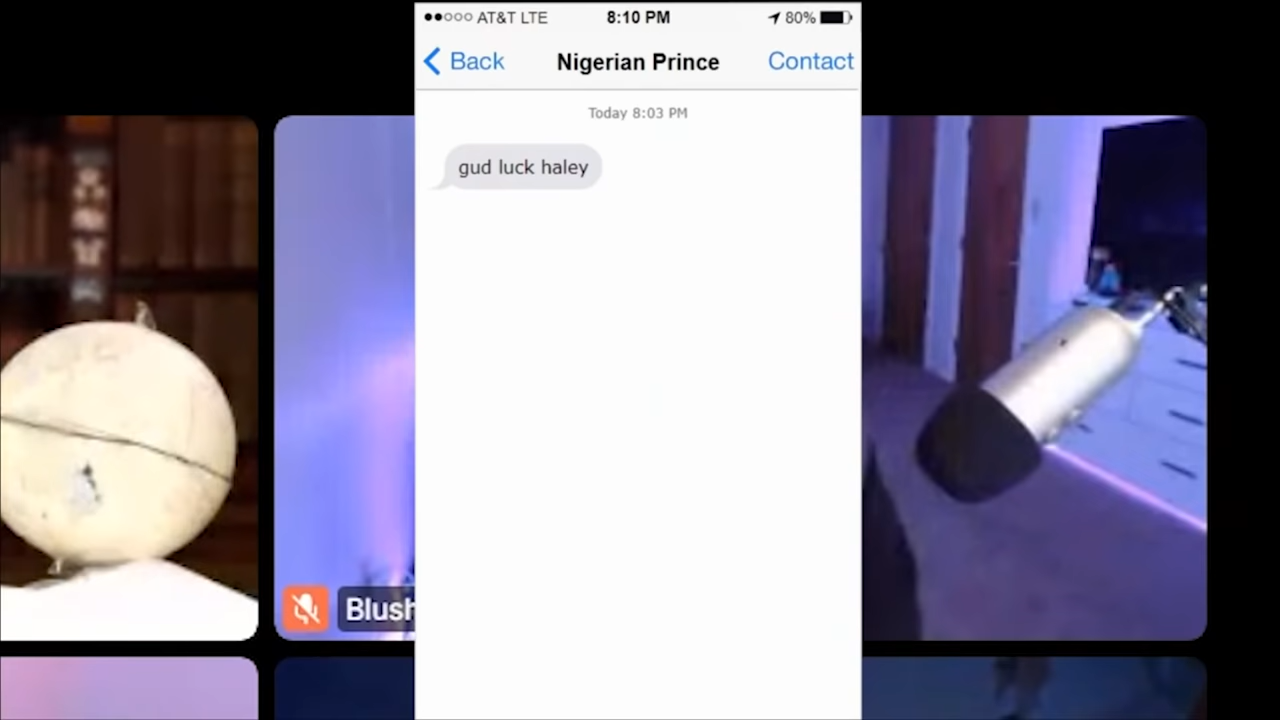 AT&T LTE 8:10 PM 80%
Back Nigerian Prince Contact
Today 8:03 PM
gud luck haley
Blush